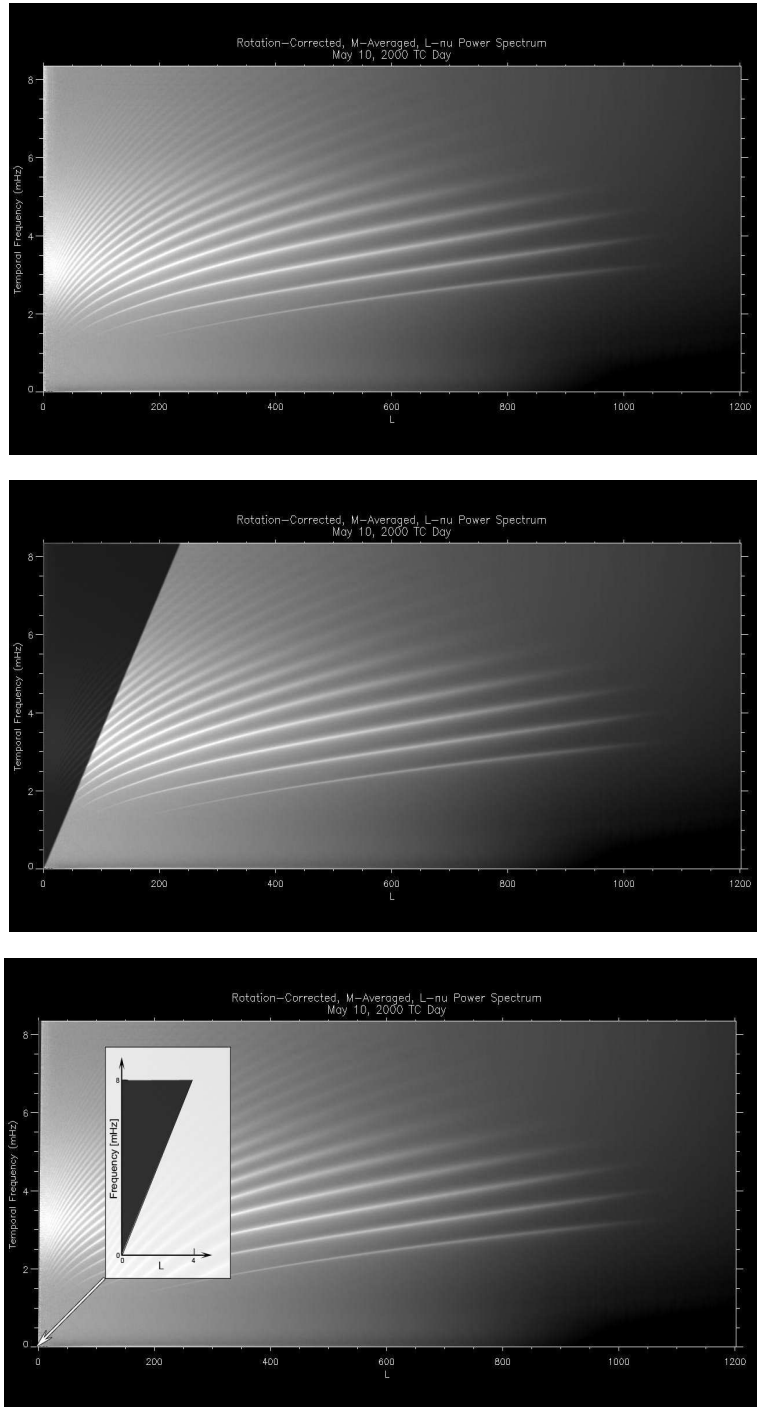 Rotation-Corrected, M-Averaged, L-nu Power Spectrum
May 10, 2000 TC Day
Temporal Frequency (mHz)
8
6
4
2
0
0 200 400 600 800 1000 1200
L
Rotation-Corrected, M-Averaged, L-nu Power Spectrum
May 10, 2000 TC Day
Temporal Frequency (mHz)
8
6
4
2
0
0 200 400 600 800 1000 1200
L
Rotation-Corrected, M-Averaged, L-nu Power Spectrum
May 10, 2000 TC Day
Temporal Frequency (mHz)
8
6
4
2
0
Frequency [mHz]
8
0
0 4
L
0 200 400 600 800 1000 1200
L